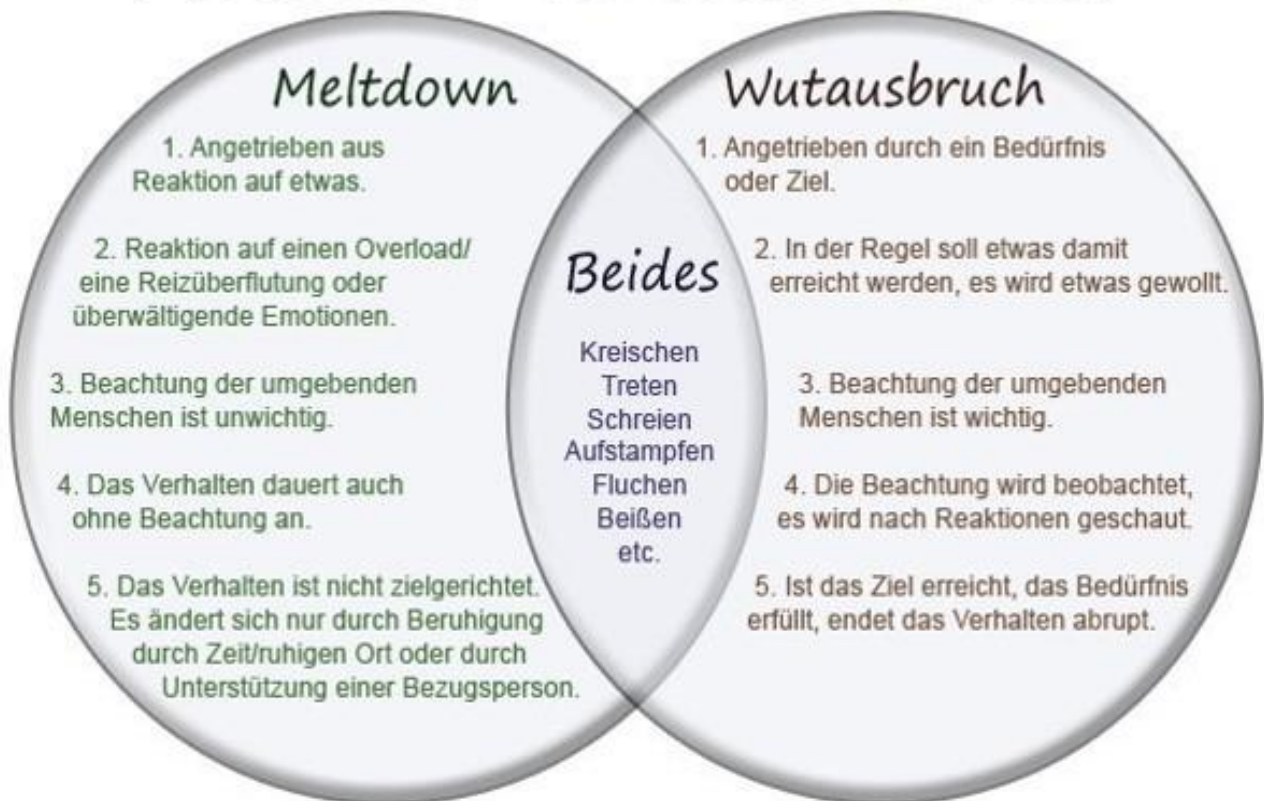 Meltdown
1. Angetrieben aus
Reaktion auf etwas.
2. Reaktion auf einen Overload/
eine Reizüberflutung oder
überwältigende Emotionen.
3. Beachtung der umgebenden
Menschen ist unwichtig.
4. Das Verhalten dauert auch
ohne Beachtung an.
5. Das Verhalten ist nicht zielgerichtet.
Es ändert sich nur durch Beruhigung
durch Zeit/ruhigen Ort oder durch
Unterstützung einer Bezugsperson.
Beides
Kreischen
Treten
Schreien
Aufstampfen
Fluchen
Beißen
etc.
Wutausbruch
1. Angetrieben durch ein Bedürfnis
oder Ziel.
2. In der Regel soll etwas damit
erreicht werden, es wird etwas gewollt.
3. Beachtung der umgebenden
Menschen ist wichtig.
4. Die Beachtung wird beobachtet,
es wird nach Reaktionen geschaut.
5. Ist das Ziel erreicht, das Bedürfnis
erfüllt, endet das Verhalten abrupt.